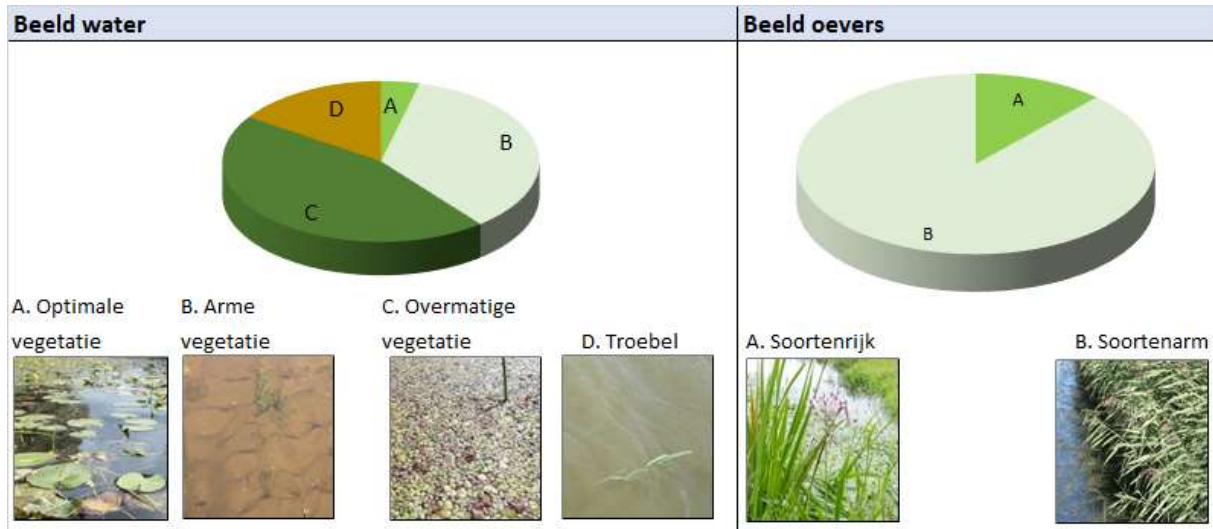 Beeld water
D
A
B
C
A. Optimale
vegetatie
B. Arme
vegetatie
C. Overmatige
vegetatie
D. Troebel
Beeld oevers
A
B
A. Soortenrijk
B. Soortenarm